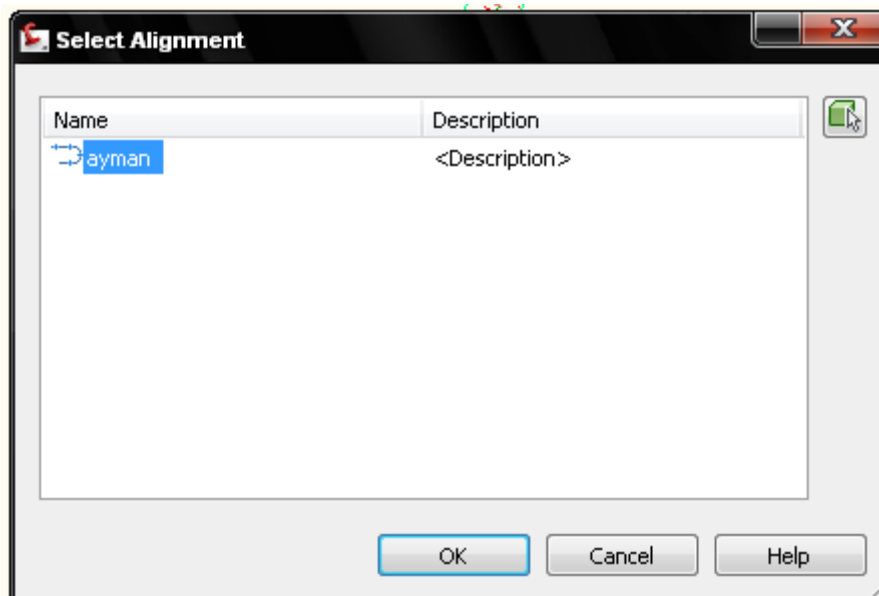 Select Alignment
Name Description
ayman <Description>
OK Cancel Help